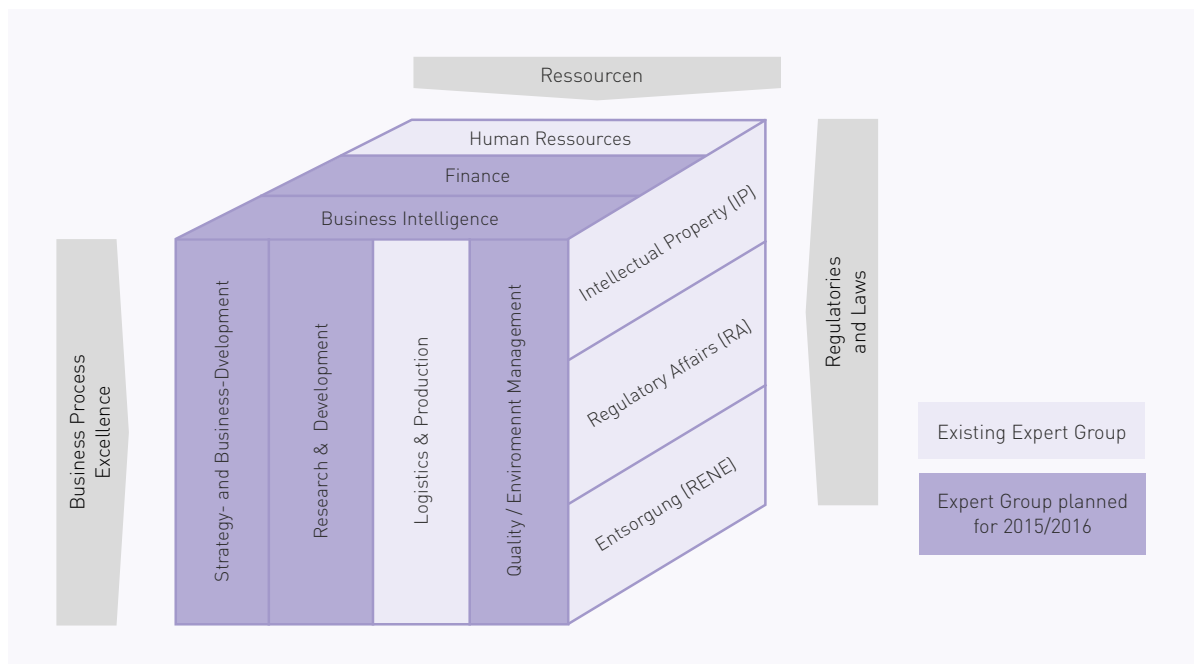 Ressourcen
Human Ressources
Finance
Business Intelligence
Business Process
Excellence
Strategy- and Business-Dvelopment
Research & Development
Logistics & Production
Quality / Enviromennt Management
Intellectual Property (IP)
Regulatory Affairs (RA)
Entsorgung (RENE)
Regulatories
and Laws
Existing Expert Group
Expert Group planned
for 2015/2016